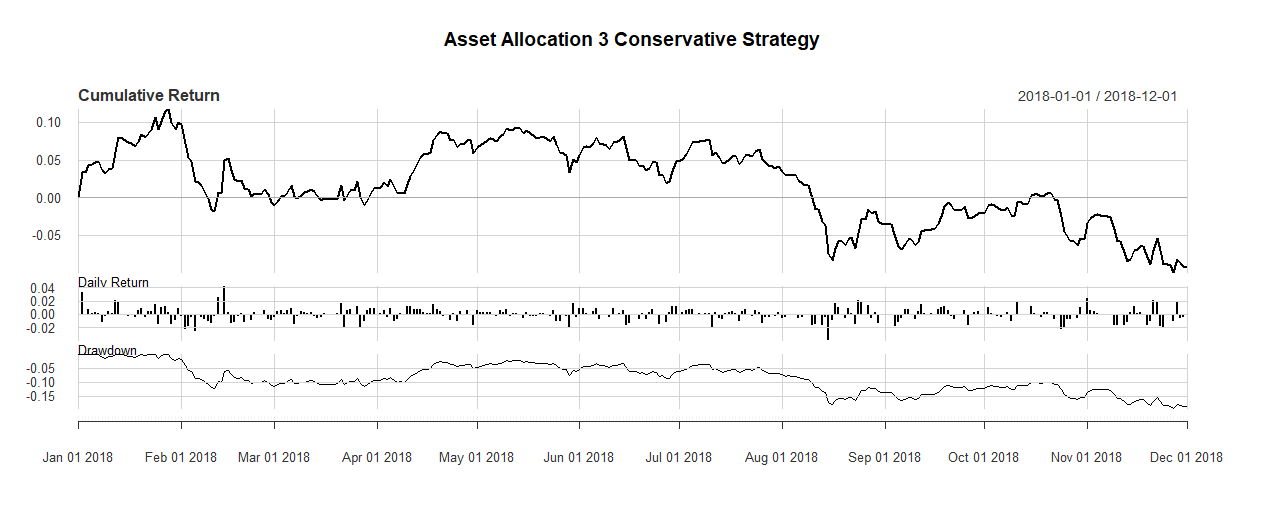 Asset Allocation 3 Conservative Strategy
Cumulative Return 2018-01-01 / 2018-12-01
0.10
0.05
0.00
-0.05
Daily Return
0.04
0.02
0.00
-0.02
Drawdown
-0.05
-0.10
-0.15
Jan 01 2018 Feb 01 2018 Mar 01 2018 Apr 01 2018 May 01 2018 Jun 01 2018 Jul 01 2018 Aug 01 2018 Sep 01 2018 Oct 01 2018 Nov 01 2018 Dec 01 2018